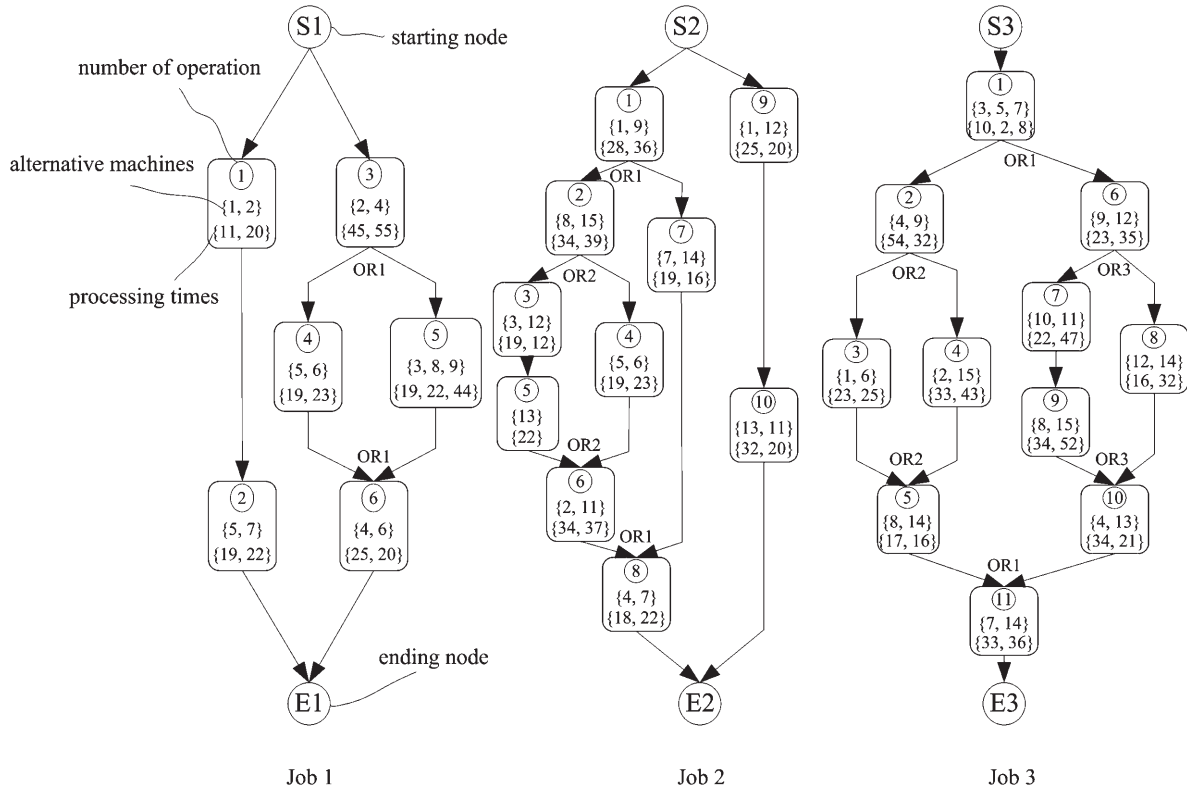 S1
starting node
number of operation
alternative machines
processing times
1
{1, 2}
{11, 20}
3
{2, 4}
{45, 55}
OR1
4
{5, 6}
{19, 23}
5
{3, 8, 9}
{19, 22, 44}
OR1
2
{5, 7}
{19, 22}
6
{4, 6}
{25, 20}
ending node
E1
Job 1
S2
1
{1, 9}
{28, 36}
9
{1, 12}
{25, 20}
OR1
2
{8, 15}
{34, 39}
7
{7, 14}
{19, 16}
OR2
3
{3, 12}
{19, 12}
4
{5, 6}
{19, 23}
5
{13}
{22}
10
{13, 11}
{32, 20}
OR2
6
{2, 11}
{34, 37}
OR1
8
{4, 7}
{18, 22}
E2
Job 2
S3
1
{3, 5, 7}
{10, 2, 8}
OR1
2
{4, 9}
{54, 32}
6
{9, 12}
{23, 35}
OR2
OR3
3
{1, 6}
{23, 25}
4
{2, 15}
{33, 43}
7
{10, 11}
{22, 47}
8
{12, 14}
{16, 32}
9
{8, 15}
{34, 52}
OR2
OR3
5
{8, 14}
{17, 16}
10
{4, 13}
{34, 21}
OR1
11
{7, 14}
{33, 36}
E3
Job 3